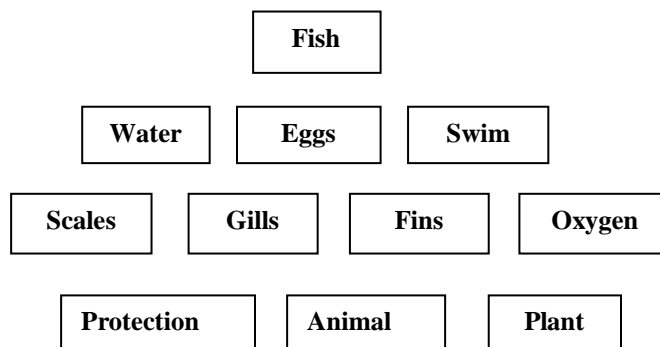 Fish
Water Eggs Swim
Scales Gills Fins Oxygen
Protection Animal Plant